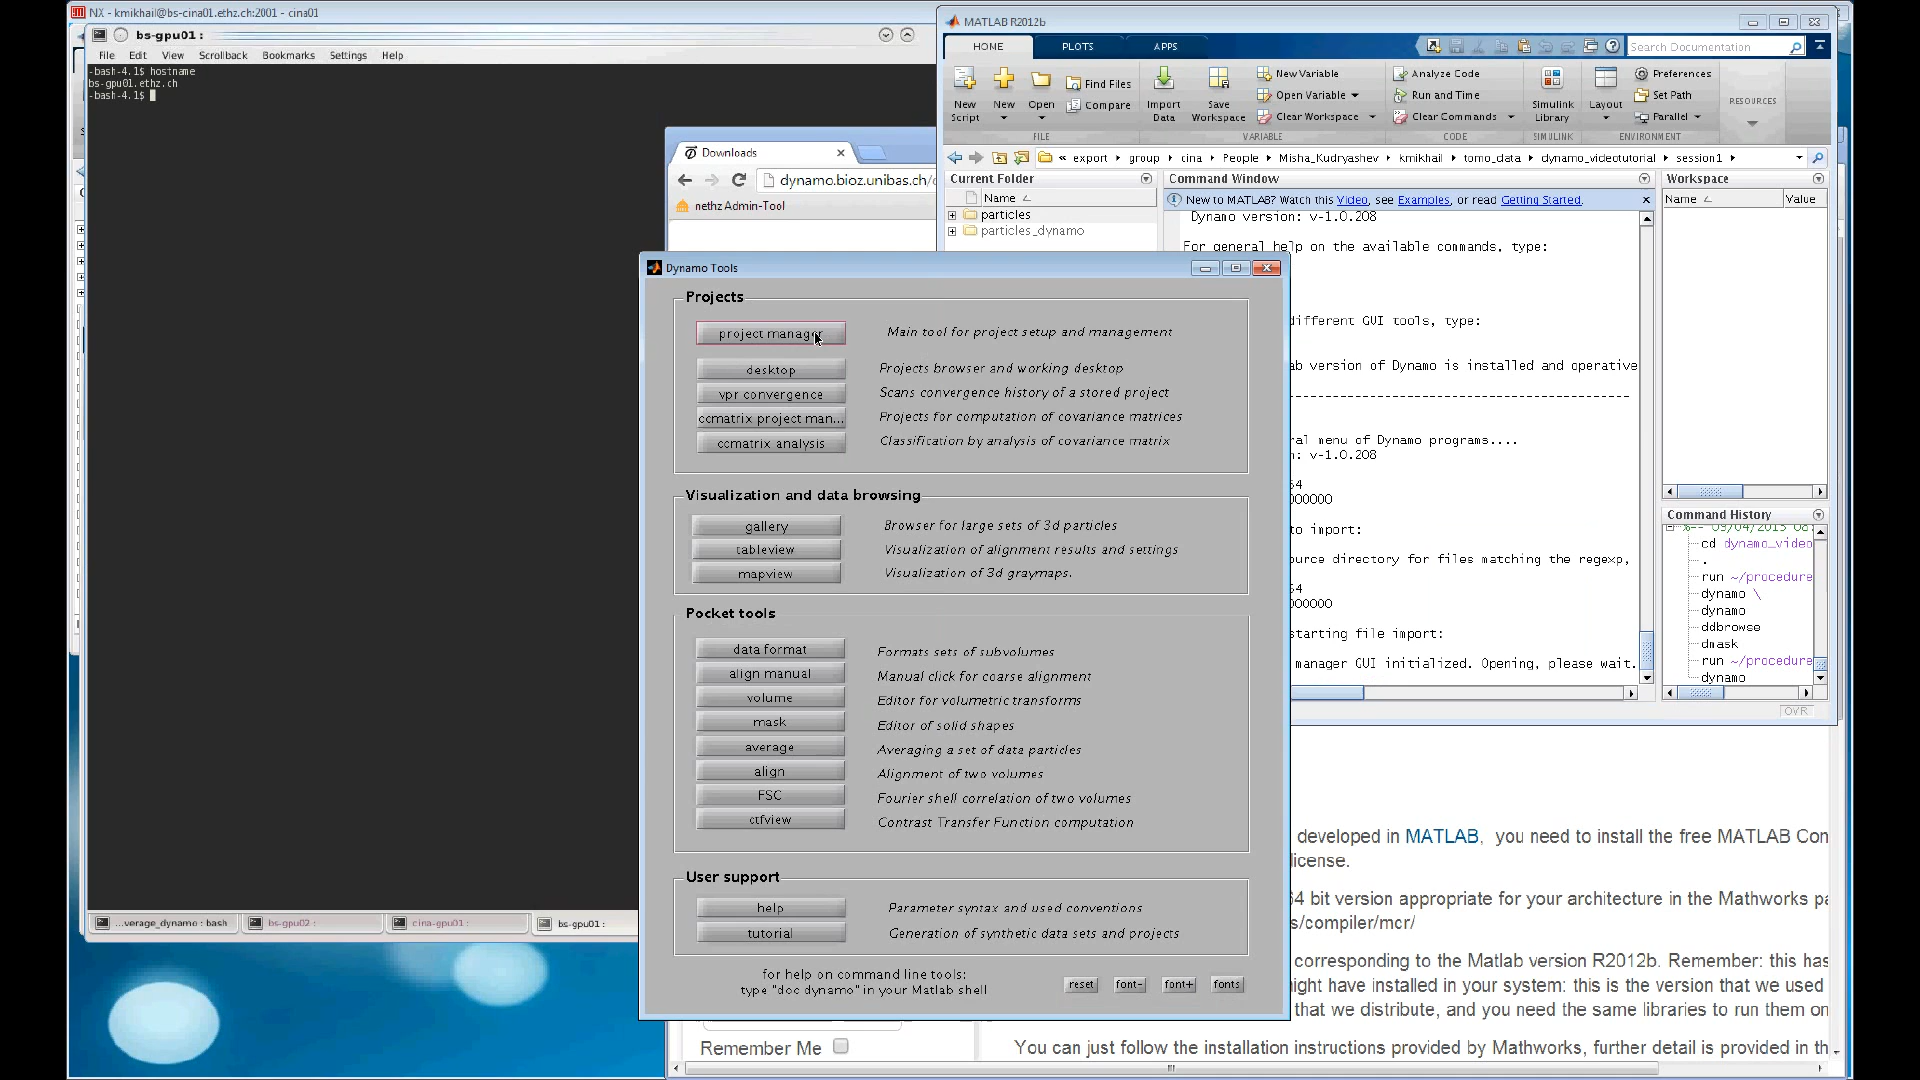 NX - kmikhail@bs-cina01.ethz.ch:2001 - cina01
bs-gpu01 :
File Edit View Scrollback Bookmarks Settings Help
-bash-4.1$ hostname
bs-gpu01.ethz.ch
-bash-4.1$
...verage_dynamo : bash
bs-gpu02 :
cina-gpu01 :
bs-gpu01 :
Downloads
dynamo.bioz.unibas.ch/
nethz Admin-Tool
MATLAB R2012b
HOME PLOTS APPS
Search Documentation
New Script
New
Open
Find Files
Compare
Import Data
Save Workspace
New Variable
Open Variable
Clear Workspace
Analyze Code
Run and Time
Clear Commands
Simulink Library
Layout
Preferences
Set Path
Parallel
RESOURCES
FILE VARIABLE CODE SIMULINK ENVIRONMENT
« export group cina People Misha_Kudryashev kmikhail tomo_data dynamo_videotutorial session1
Current Folder
Name
particles
particles_dynamo
Command Window
New to MATLAB? Watch this Video, see Examples, or read Getting Started.
Dynamo version: v-1.0.208
For general help on the available commands, type:
different GUI tools, type:
ab version of Dynamo is installed and operative
al menu of Dynamo programs....
: v-1.0.208
64
000000
to import:
ource directory for files matching the regexp,
64
000000
starting file import:
manager GUI initialized. Opening, please wait.
Workspace
Name Value
Command History
cd dynamo_video
.
run ~/procedure
dynamo \
dynamo
ddbrowse
dmask
run ~/procedure
dynamo
OVR
Dynamo Tools
Projects
project manager Main tool for project setup and management
desktop Projects browser and working desktop
vpr convergence Scans convergence history of a stored project
ccmatrix project man... Projects for computation of covariance matrices
ccmatrix analysis Classification by analysis of covariance matrix
Visualization and data browsing
gallery Browser for large sets of 3d particles
tableview Visualization of alignment results and settings
mapview Visualization of 3d graymaps.
Pocket tools
data format Formats sets of subvolumes
align manual Manual click for coarse alignment
volume Editor for volumetric transforms
mask Editor of solid shapes
average Averaging a set of data particles
align Alignment of two volumes
FSC Fourier shell correlation of two volumes
ctfview Contrast Transfer Function computation
User support
help Parameter syntax and used conventions
tutorial Generation of synthetic data sets and projects
for help on command line tools:
type "doc dynamo" in your Matlab shell
reset font- font+ fonts
developed in MATLAB, you need to install the free MATLAB Con
license.
64 bit version appropriate for your architecture in the Mathworks pa
s/compiler/mcr/
corresponding to the Matlab version R2012b. Remember: this has
ight have installed in your system: this is the version that we used
that we distribute, and you need the same libraries to run them on
Remember Me
You can just follow the installation instructions provided by Mathworks, further detail is provided in th